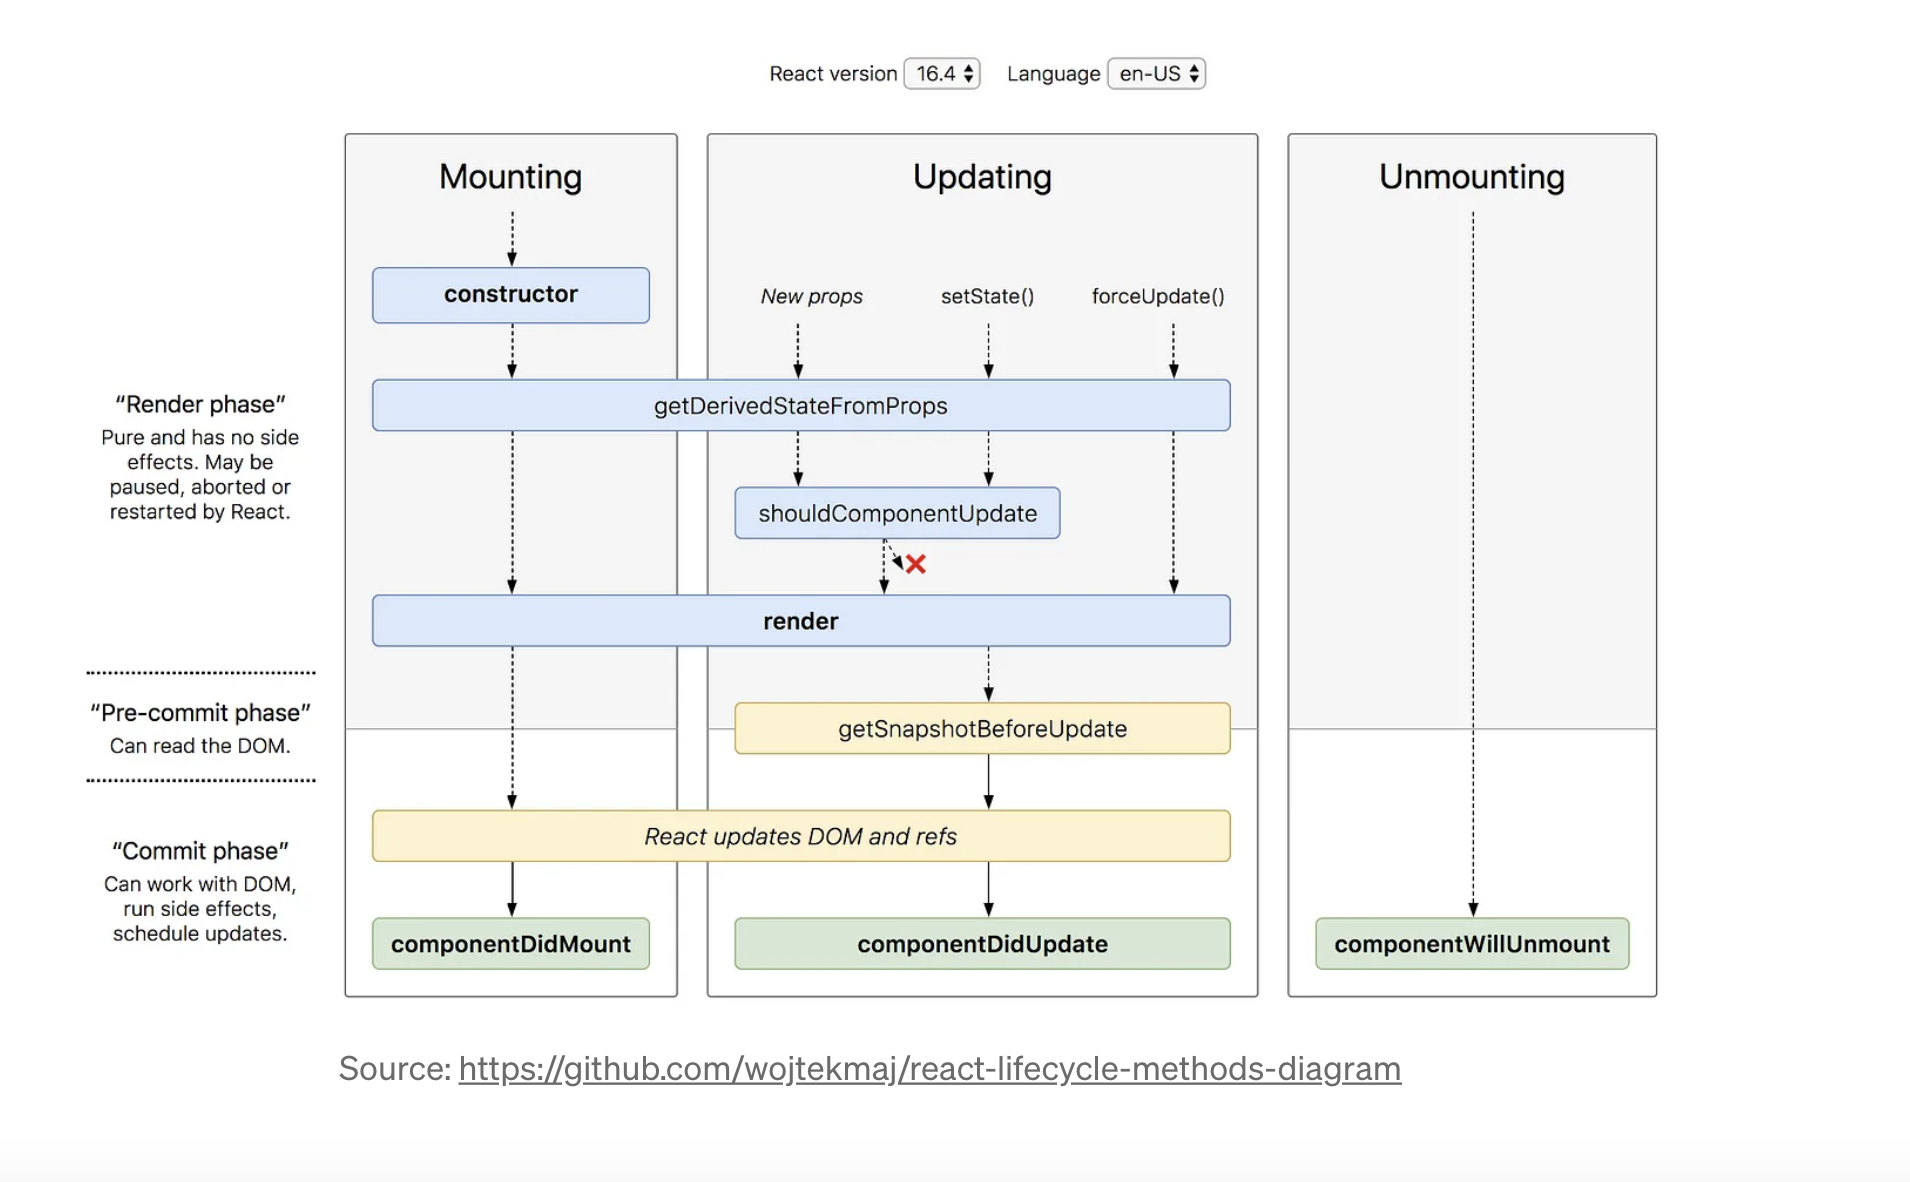 React version 16.4 Language en-US
Mounting
Updating
Unmounting
constructor
New props
setState()
forceUpdate()
“Render phase”
Pure and has no side
effects. May be
paused, aborted or
restarted by React.
getDerivedStateFromProps
shouldComponentUpdate
render
“Pre-commit phase”
Can read the DOM.
getSnapshotBeforeUpdate
“Commit phase”
Can work with DOM,
run side effects,
schedule updates.
React updates DOM and refs
componentDidMount
componentDidUpdate
componentWillUnmount
Source: https://github.com/wojtekmaj/react-lifecycle-methods-diagram